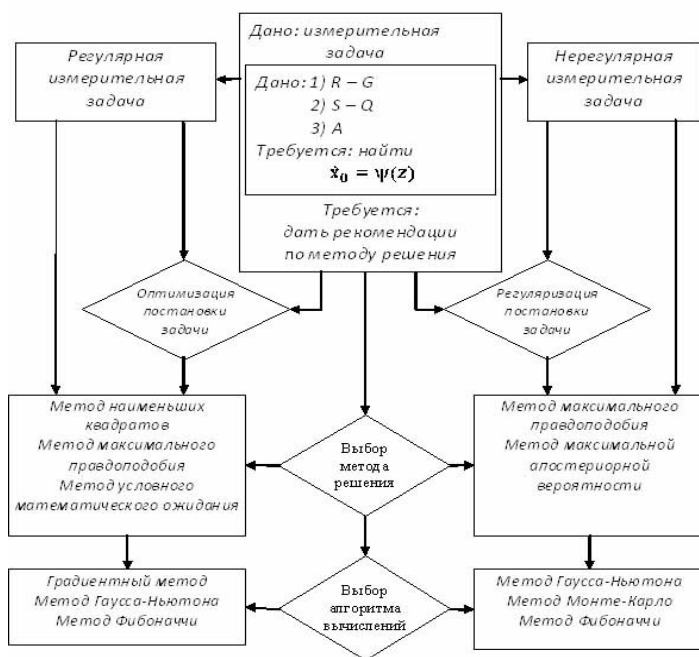 Дано: измерительная
задача
Регулярная
измерительная
задача
Нерегулярная
измерительная
задача
Дано: 1) R – G
2) S – Q
3) A
Требуется: найти
x̂₀ = ψ(z)
Требуется:
дать рекомендации
по методу решения
Оптимизация
постановки
задачи
Регуляризация
постановки
задачи
Метод наименьших
квадратов
Метод максимального
правдоподобия
Метод условного
математического ожидания
Выбор
метода
решения
Метод максимального
правдоподобия
Метод максимальной
апостериорной
вероятности
Градиентный метод
Метод Гаусса-Ньютона
Метод Фибоначчи
Выбор
алгоритма
вычислений
Метод Гаусса-Ньютона
Метод Монте-Карло
Метод Фибоначчи